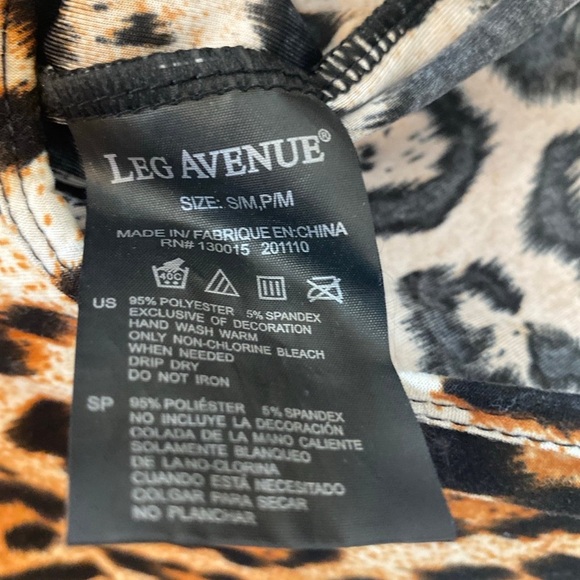 LEG AVENUE®
SIZE: S/M,P/M
MADE IN/ FABRIQUE EN:CHINA
RN# 130015 201110
40C
US 95% POLYESTER 5% SPANDEX
EXCLUSIVE OF DECORATION
HAND WASH WARM
ONLY NON-CHLORINE BLEACH
WHEN NEEDED
DRIP DRY
DO NOT IRON
SP 95% POLIÉSTER 5% SPANDEX
NO INCLUYE LA DECORACIÓN
COLADA DE LA MANO CALIENTE
SOLAMENTE BLANQUEO
DE LA NO-CLORINA
CUANDO ESTÁ NECESITADO
COLGAR PARA SECAR
NO PLANCHAR